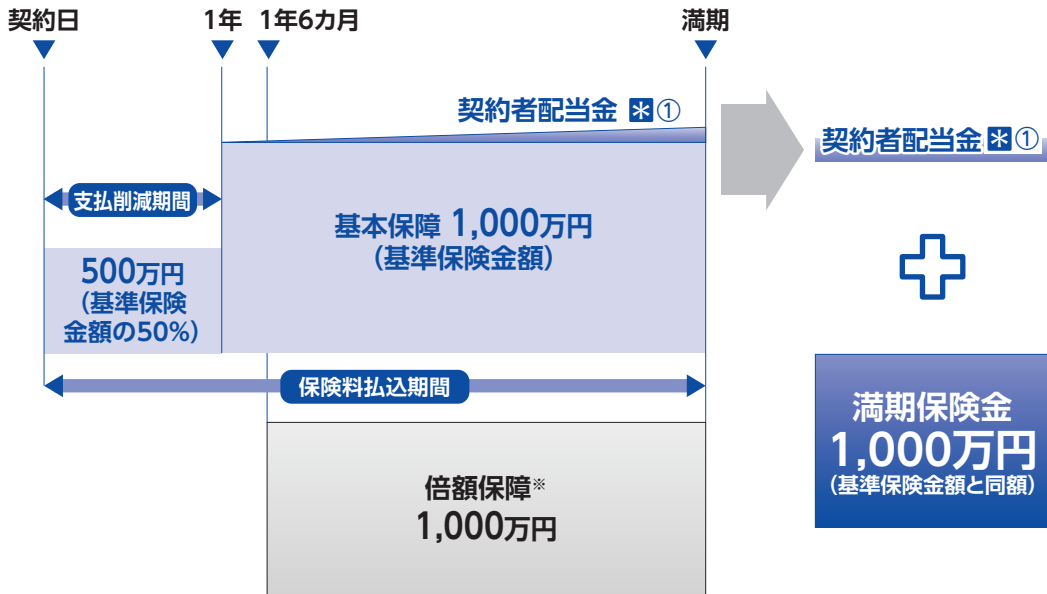 契約日
1年
1年6カ月
満期
契約者配当金 *①
支払削減期間
基本保障 1,000万円
(基準保険金額)
500万円
(基準保険
金額の50%)
保険料払込期間
倍額保障※
1,000万円
契約者配当金*①
満期保険金
1,000万円
(基準保険金額と同額)